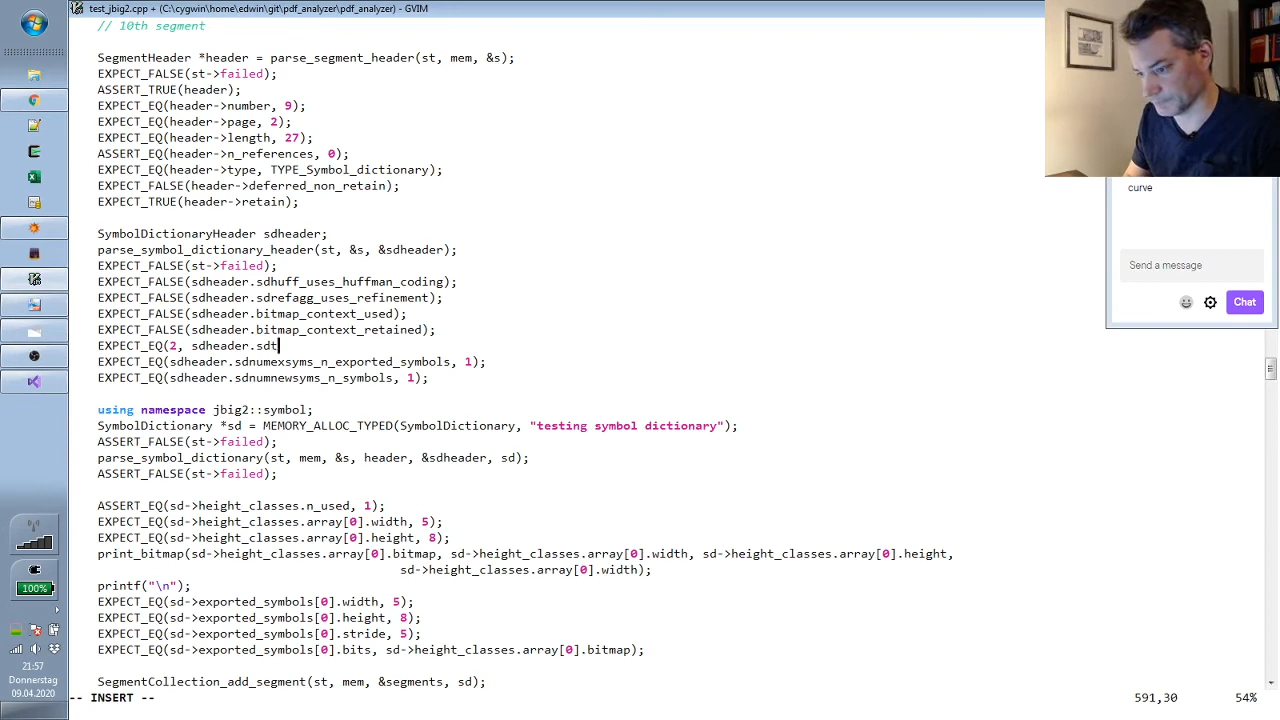 test_jbig2.cpp + (C:\cygwin\home\edwin\git\pdf_analyzer\pdf_analyzer) - GVIM
// 10th segment
SegmentHeader *header = parse_segment_header(st, mem, &s);
EXPECT_FALSE(st->failed);
ASSERT_TRUE(header);
EXPECT_EQ(header->number, 9);
EXPECT_EQ(header->page, 2);
EXPECT_EQ(header->length, 27);
ASSERT_EQ(header->n_references, 0);
EXPECT_EQ(header->type, TYPE_Symbol_dictionary);
EXPECT_FALSE(header->deferred_non_retain);
EXPECT_TRUE(header->retain);
SymbolDictionaryHeader sdheader;
parse_symbol_dictionary_header(st, &s, &sdheader);
EXPECT_FALSE(st->failed);
EXPECT_FALSE(sdheader.sdhuff_uses_huffman_coding);
EXPECT_FALSE(sdheader.sdrefagg_uses_refinement);
EXPECT_FALSE(sdheader.bitmap_context_used);
EXPECT_FALSE(sdheader.bitmap_context_retained);
EXPECT_EQ(2, sdheader.sdt
EXPECT_EQ(sdheader.sdnumexsyms_n_exported_symbols, 1);
EXPECT_EQ(sdheader.sdnumnewsyms_n_symbols, 1);
using namespace jbig2::symbol;
SymbolDictionary *sd = MEMORY_ALLOC_TYPED(SymbolDictionary, "testing symbol dictionary");
ASSERT_FALSE(st->failed);
parse_symbol_dictionary(st, mem, &s, header, &sdheader, sd);
ASSERT_FALSE(st->failed);
ASSERT_EQ(sd->height_classes.n_used, 1);
EXPECT_EQ(sd->height_classes.array[0].width, 5);
EXPECT_EQ(sd->height_classes.array[0].height, 8);
print_bitmap(sd->height_classes.array[0].bitmap, sd->height_classes.array[0].width, sd->height_classes.array[0].height,
sd->height_classes.array[0].width);
printf("\n");
EXPECT_EQ(sd->exported_symbols[0].width, 5);
EXPECT_EQ(sd->exported_symbols[0].height, 8);
EXPECT_EQ(sd->exported_symbols[0].stride, 5);
EXPECT_EQ(sd->exported_symbols[0].bits, sd->height_classes.array[0].bitmap);
SegmentCollection_add_segment(st, mem, &segments, sd);
-- INSERT --
591,30
54%
curve
Send a message
Chat
100%
21:57
Donnerstag
09.04.2020